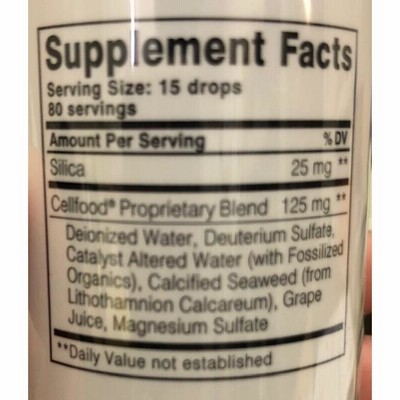 Supplement Facts
Serving Size: 15 drops
80 servings
Amount Per Serving %DV
Silica 25 mg **
Cellfood® Proprietary Blend 125 mg **
Deionized Water, Deuterium Sulfate,
Catalyst Altered Water (with Fossilized
Organics), Calcified Seaweed (from
Lithothamnion Calcareum), Grape
Juice, Magnesium Sulfate
**Daily Value not established